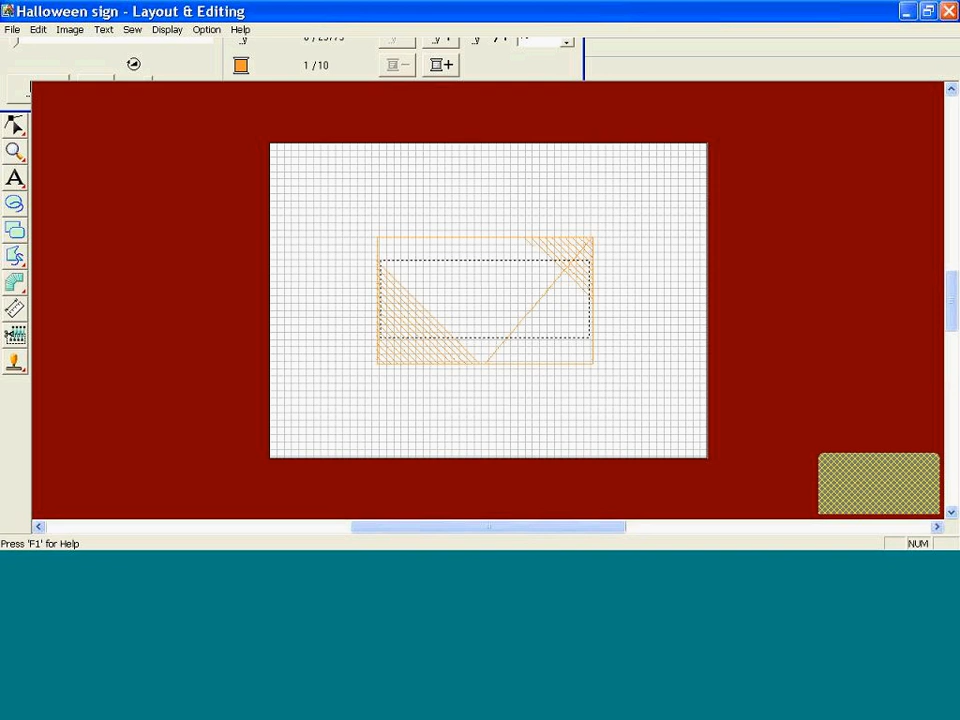 Halloween sign - Layout & Editing
File Edit Image Text Sew Display Option Help
1 / 10
A
Press 'F1' for Help
NUM